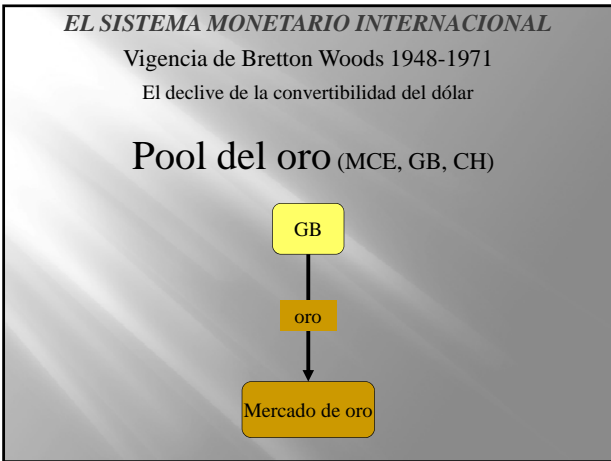 EL SISTEMA MONETARIO INTERNACIONAL
Vigencia de Bretton Woods 1948-1971
El declive de la convertibilidad del dólar
Pool del oro (MCE, GB, CH)
GB
oro
Mercado de oro